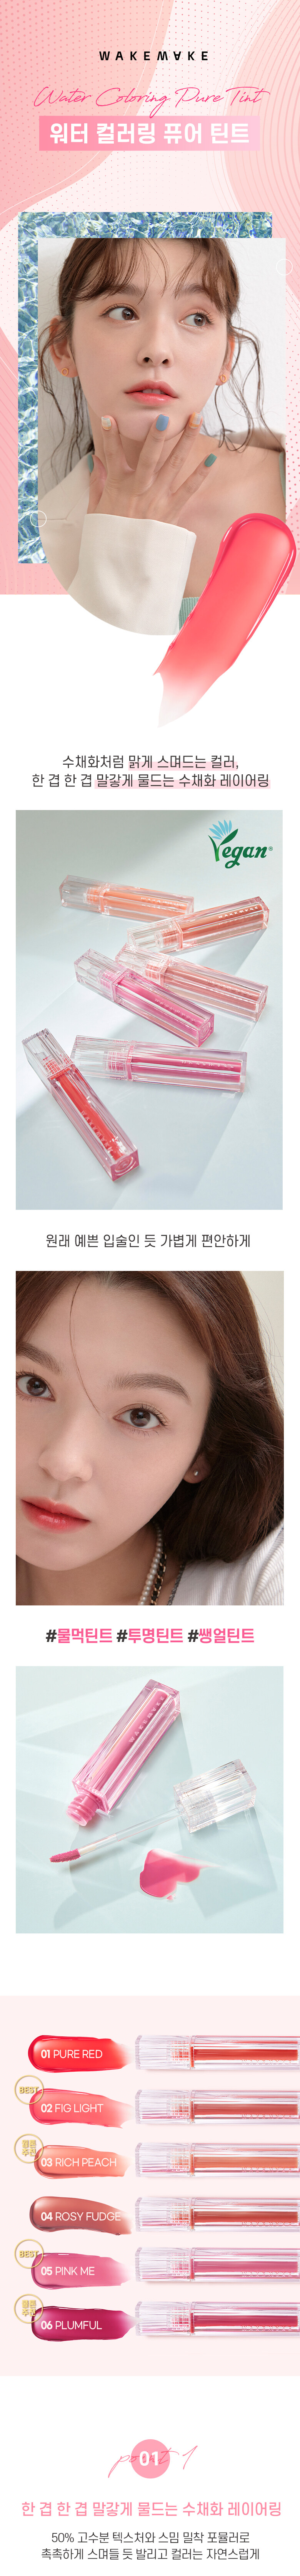 WAKEMAKE
Water Coloring Pure Tint
워터 컬러링 퓨어 틴트
수채화처럼 맑게 스며드는 컬러,
한 겹 한 겹 말갛게 물드는 수채화 레이어링
Vegan®
원래 예쁜 입술인 듯 가볍게 편안하게
#물먹틴트 #투명틴트 #쌩얼틴트
WAKEMAKE
01 PURE RED
BEST
02 FIG LIGHT
03 RICH PEACH
04 ROSY FUDGE
BEST
05 PINK ME
06 PLUMFUL
point 1
01
한 겹 한 겹 말갛게 물드는 수채화 레이어링
50% 고수분 텍스처와 스밈 밀착 포뮬러로
촉촉하게 스며들 듯 발리고 컬러는 자연스럽게